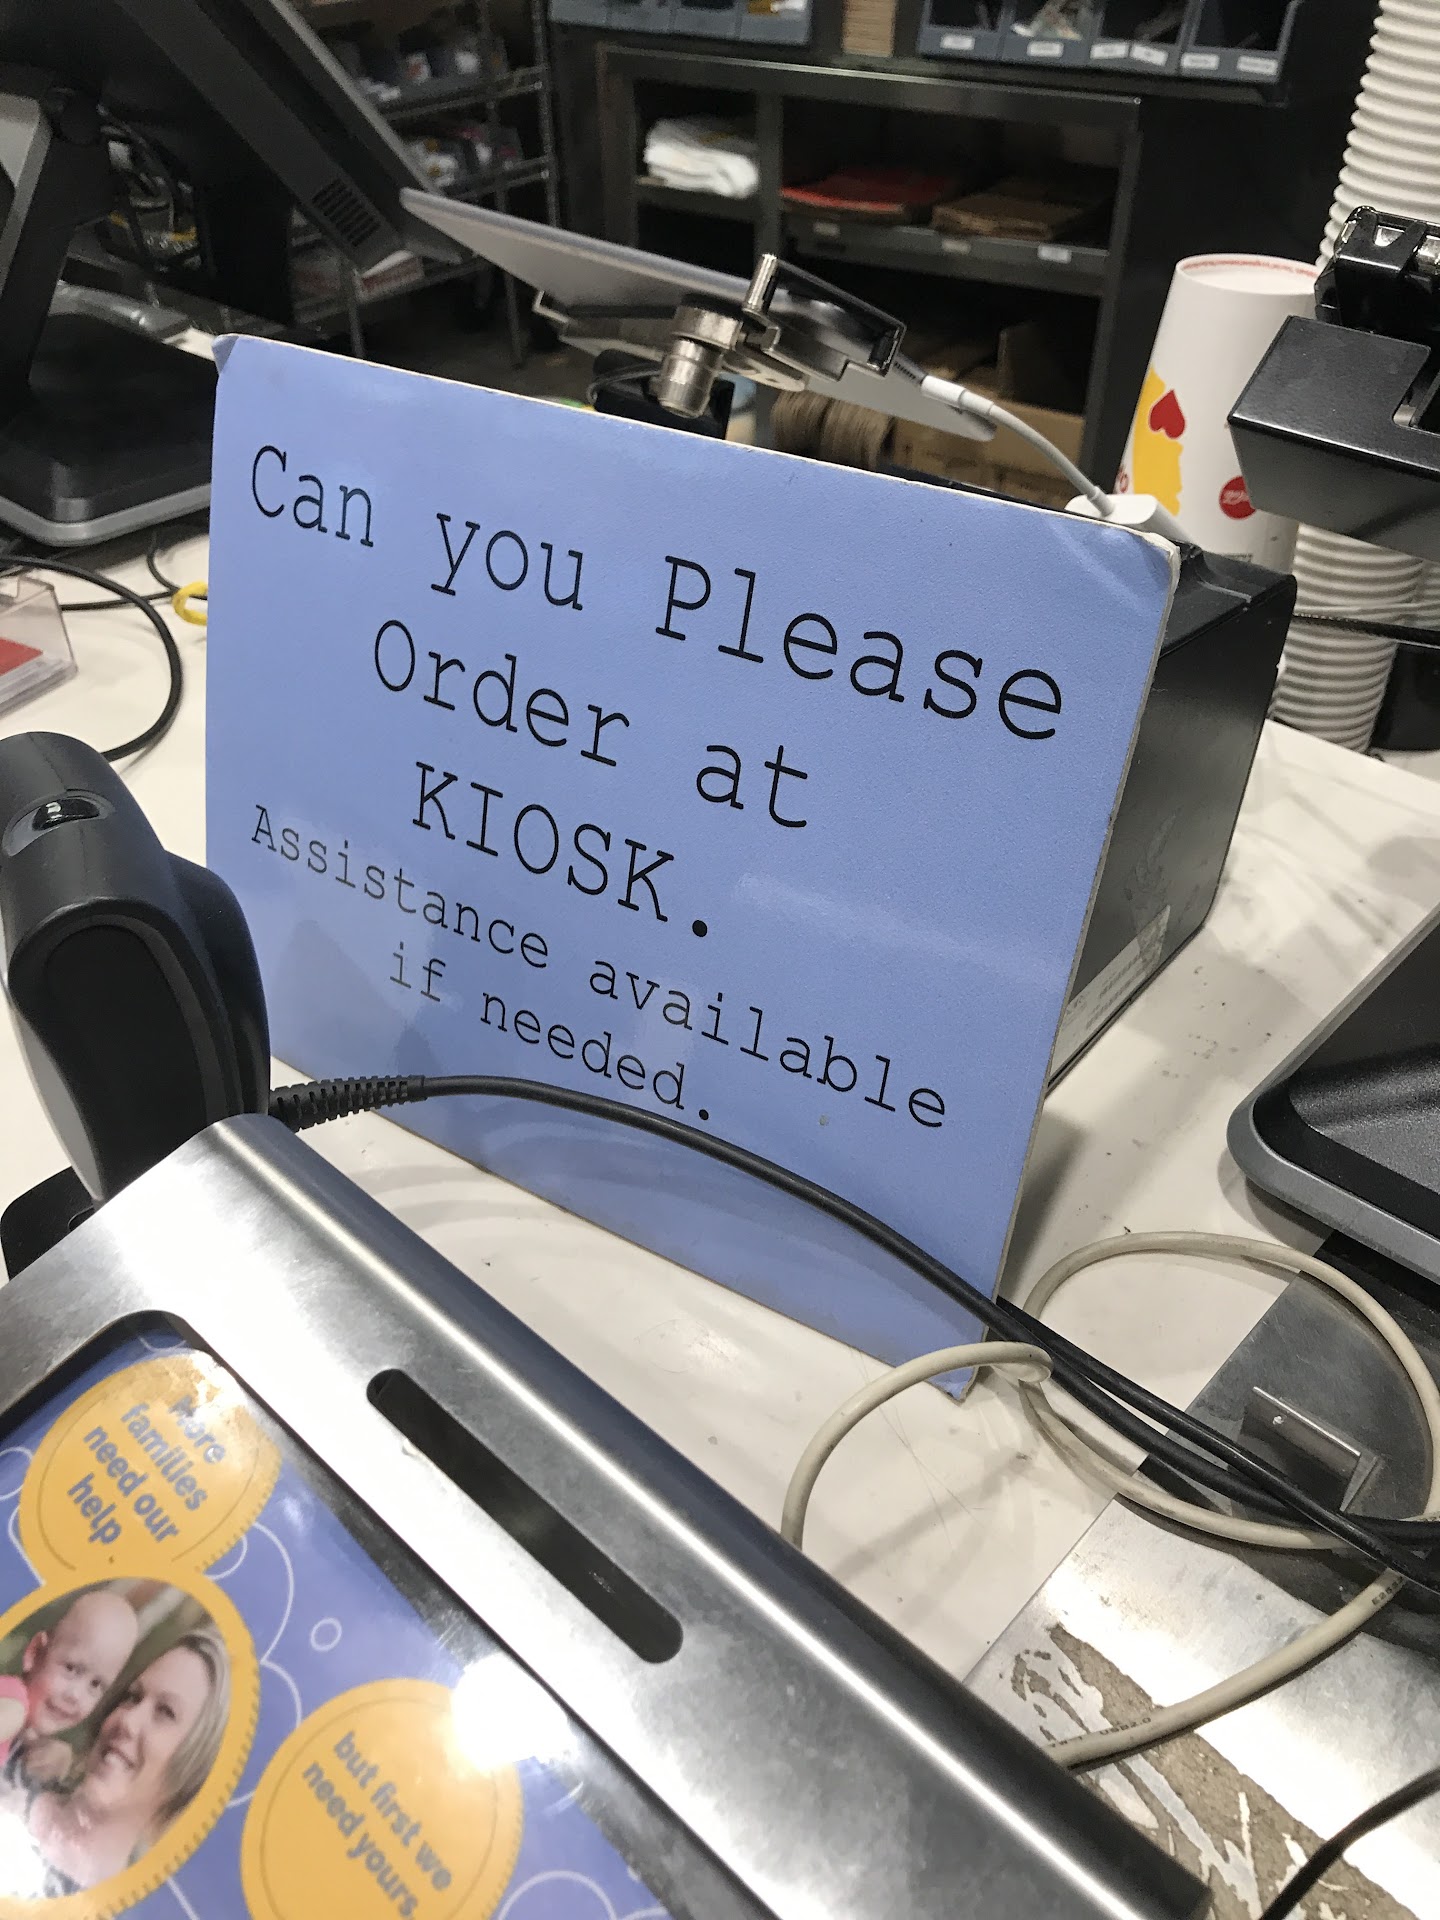 Can you Please
Order at
KIOSK.
Assistance available
if needed.
More
families
need our
help
but first we
need yours.